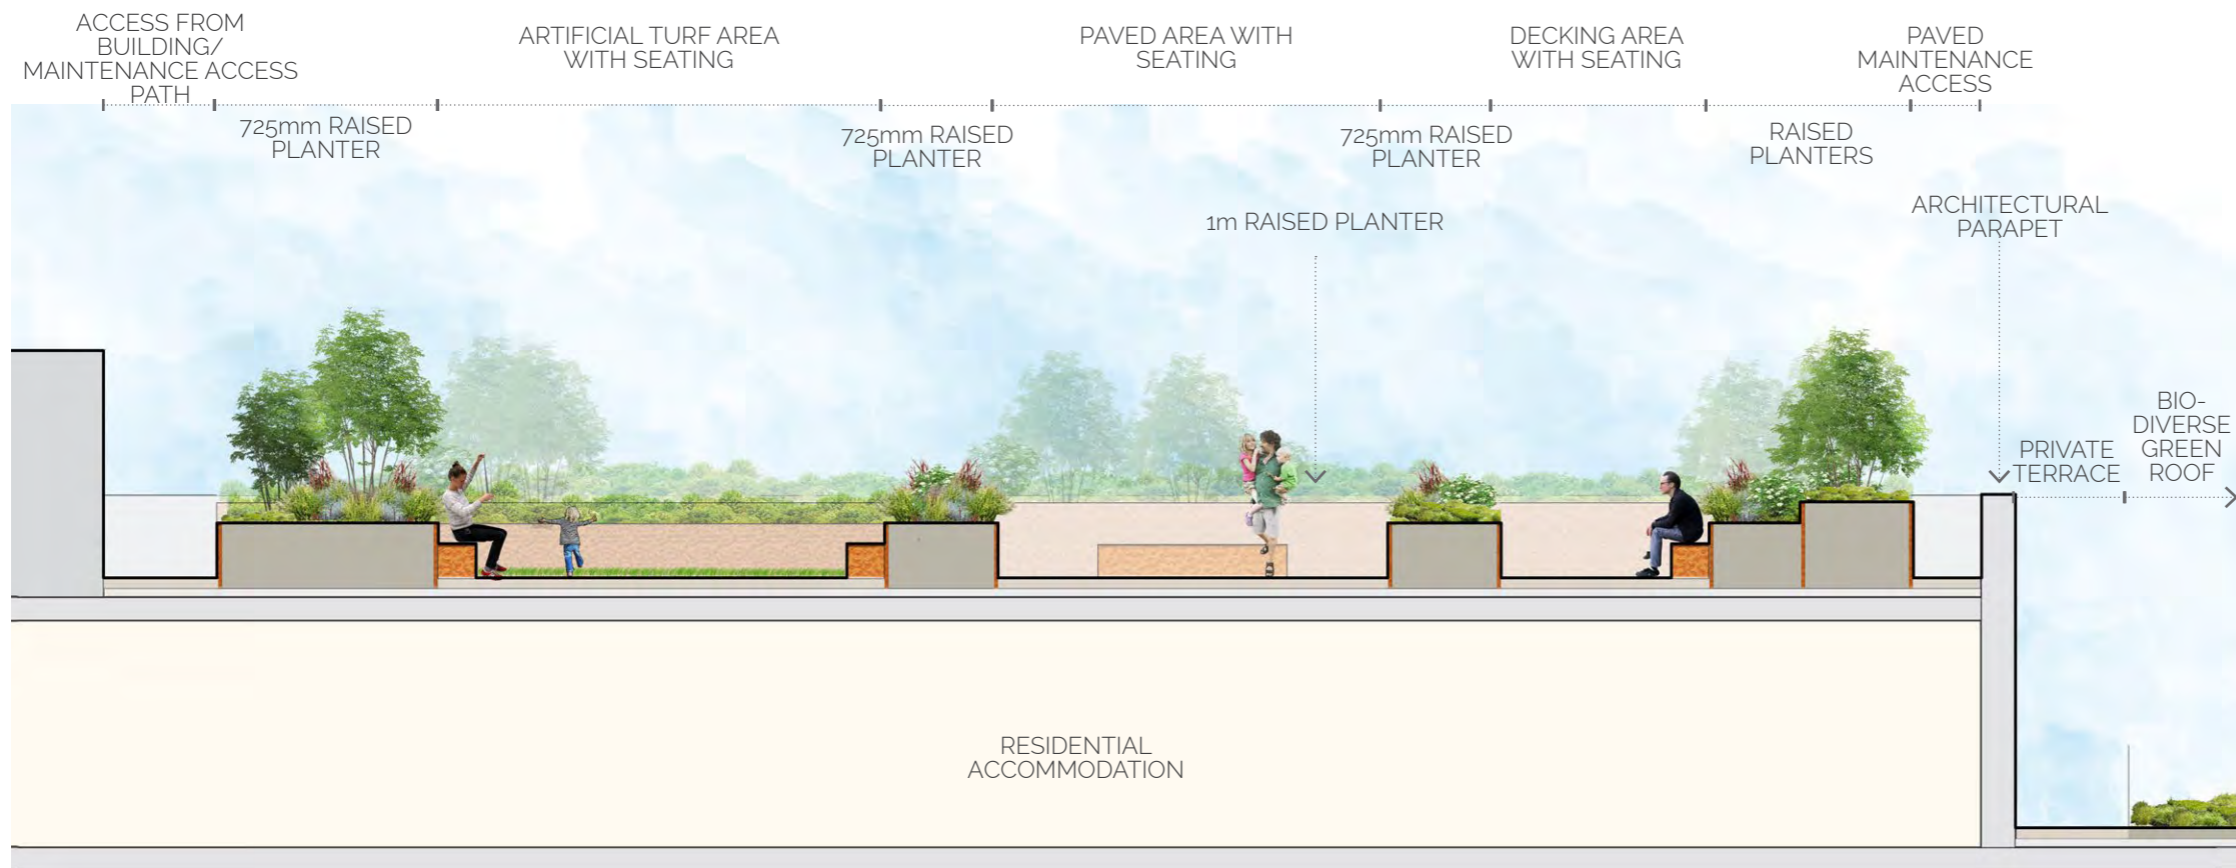 ACCESS FROM
BUILDING/
MAINTENANCE ACCESS
PATH
ARTIFICIAL TURF AREA
WITH SEATING
PAVED AREA WITH
SEATING
DECKING AREA
WITH SEATING
PAVED
MAINTENANCE
ACCESS
725mm RAISED
PLANTER
725mm RAISED
PLANTER
725mm RAISED
PLANTER
RAISED
PLANTERS
1m RAISED PLANTER
ARCHITECTURAL
PARAPET
PRIVATE
TERRACE
BIO-
DIVERSE
GREEN
ROOF
RESIDENTIAL
ACCOMMODATION